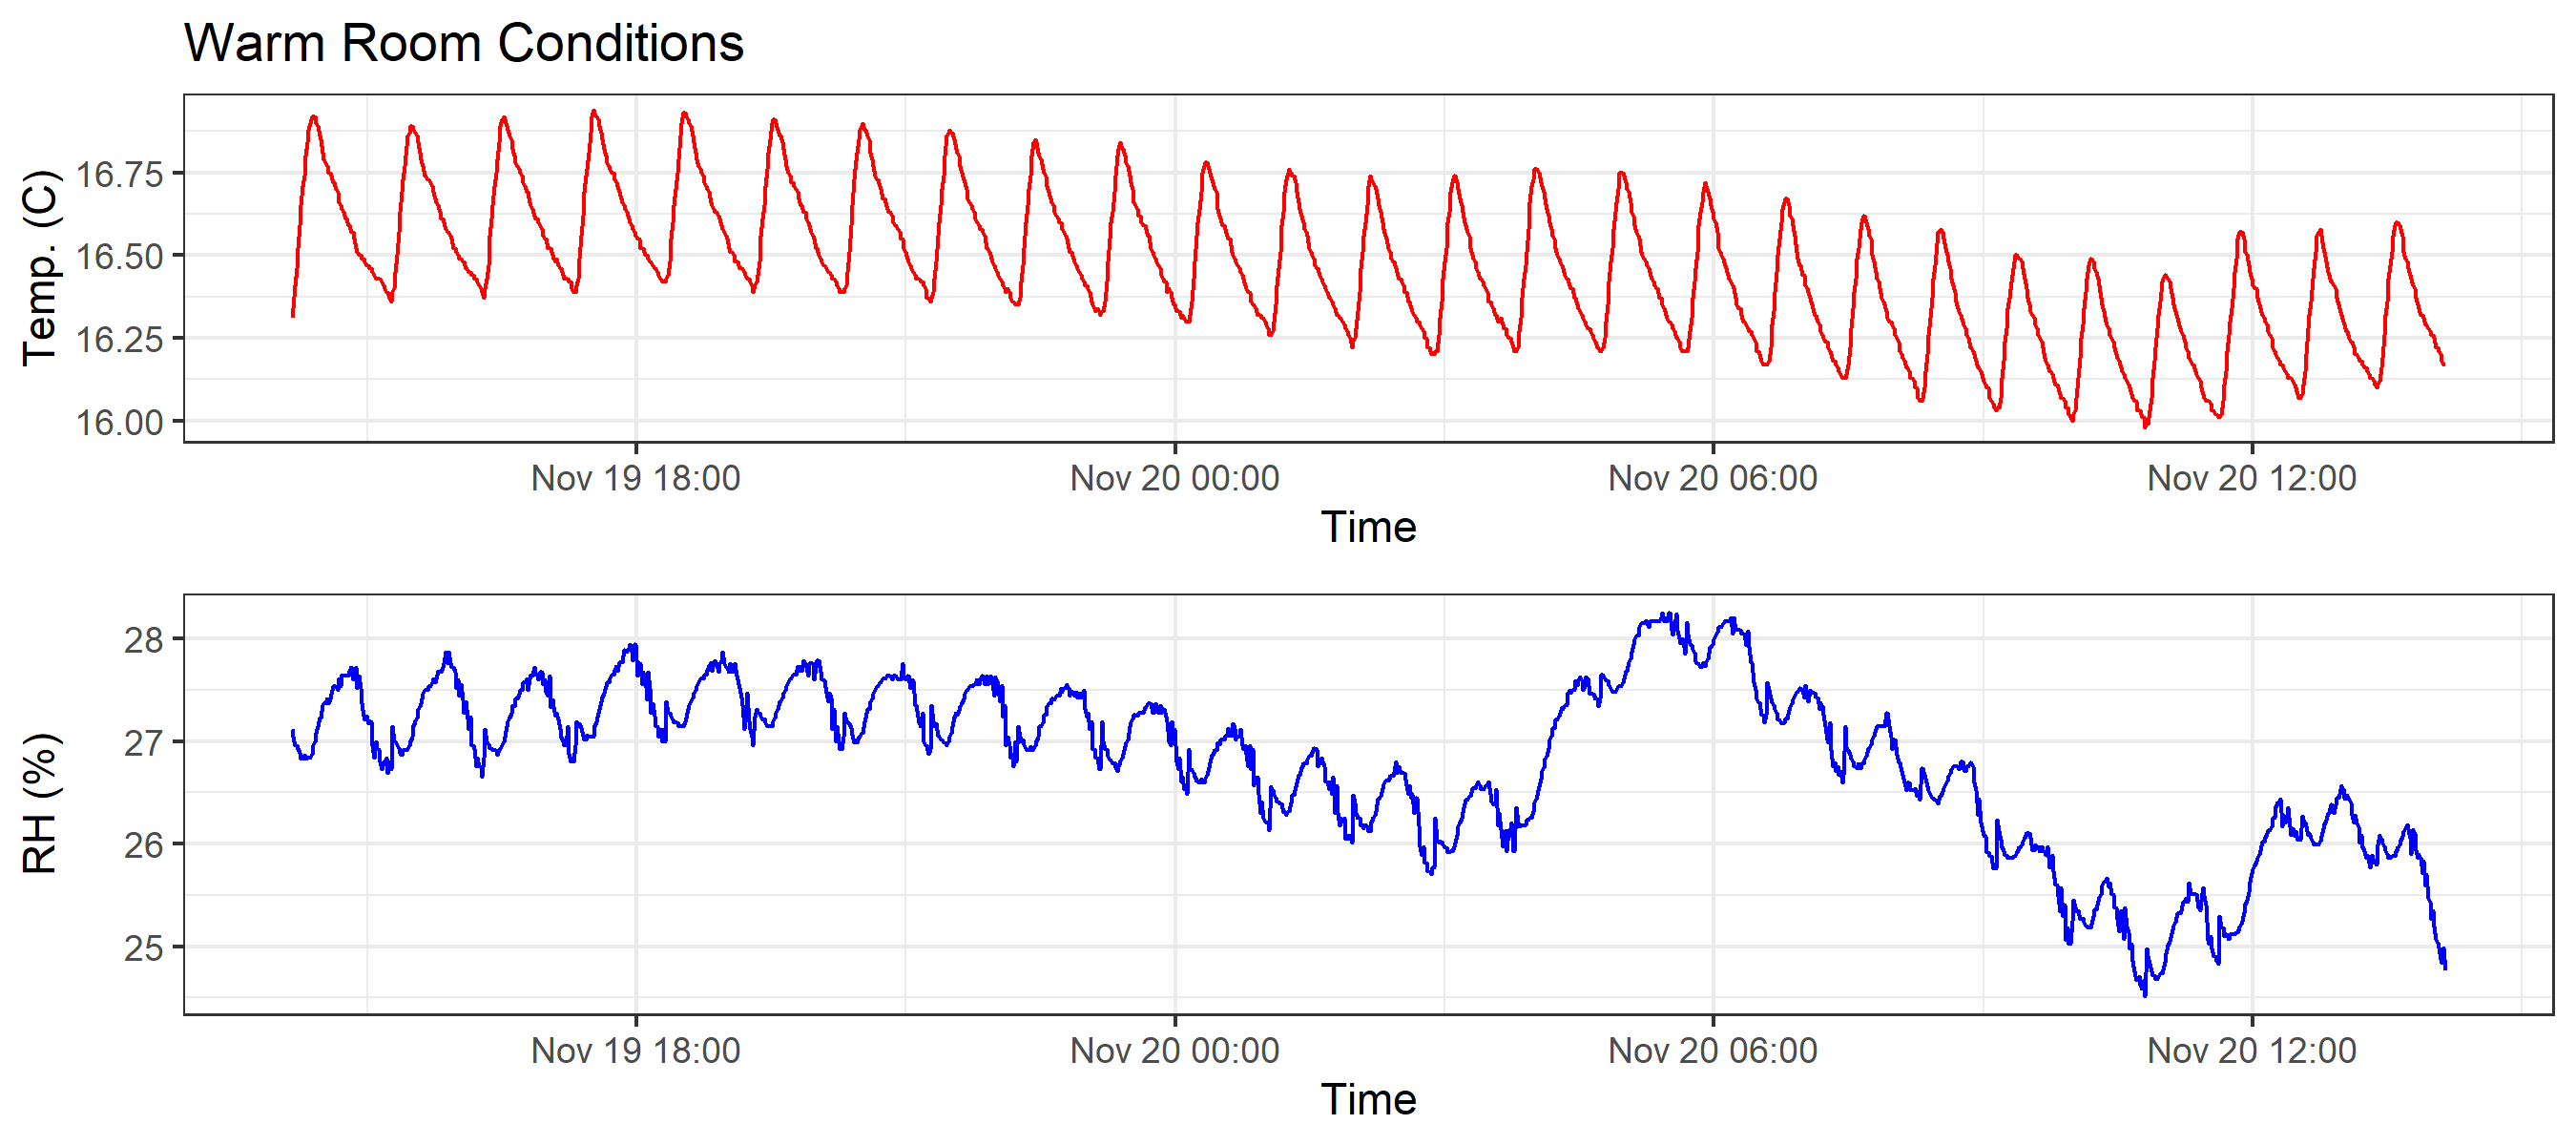 Warm Room Conditions
Temp. (C)
16.75
16.50
16.25
16.00
Nov 19 18:00 Nov 20 00:00 Nov 20 06:00 Nov 20 12:00
Time
RH (%)
28
27
26
25
Nov 19 18:00 Nov 20 00:00 Nov 20 06:00 Nov 20 12:00
Time